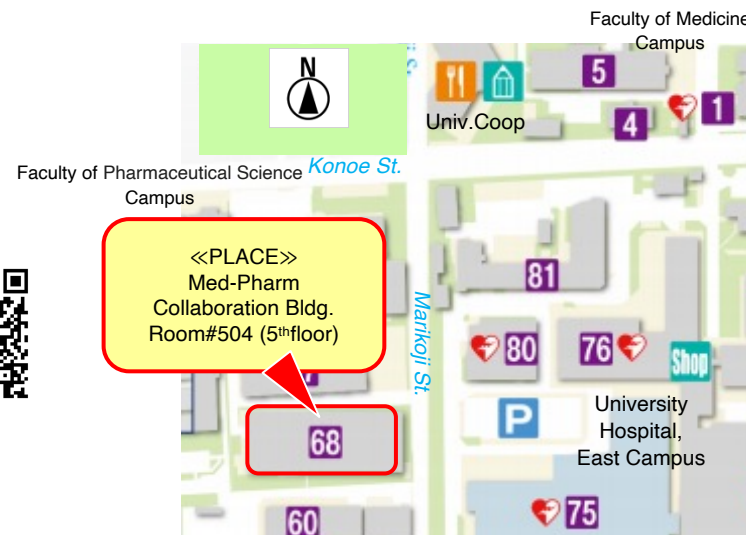 Faculty of Medicine
Campus
N
5
Univ.Coop
4
1
Faculty of Pharmaceutical Science
Campus
Konoe St.
≪PLACE≫
Med-Pharm
Collaboration Bldg.
Room#504 (5thfloor)
Marikoji St.
81
80
76
Shop
68
P
University
Hospital,
East Campus
75
60